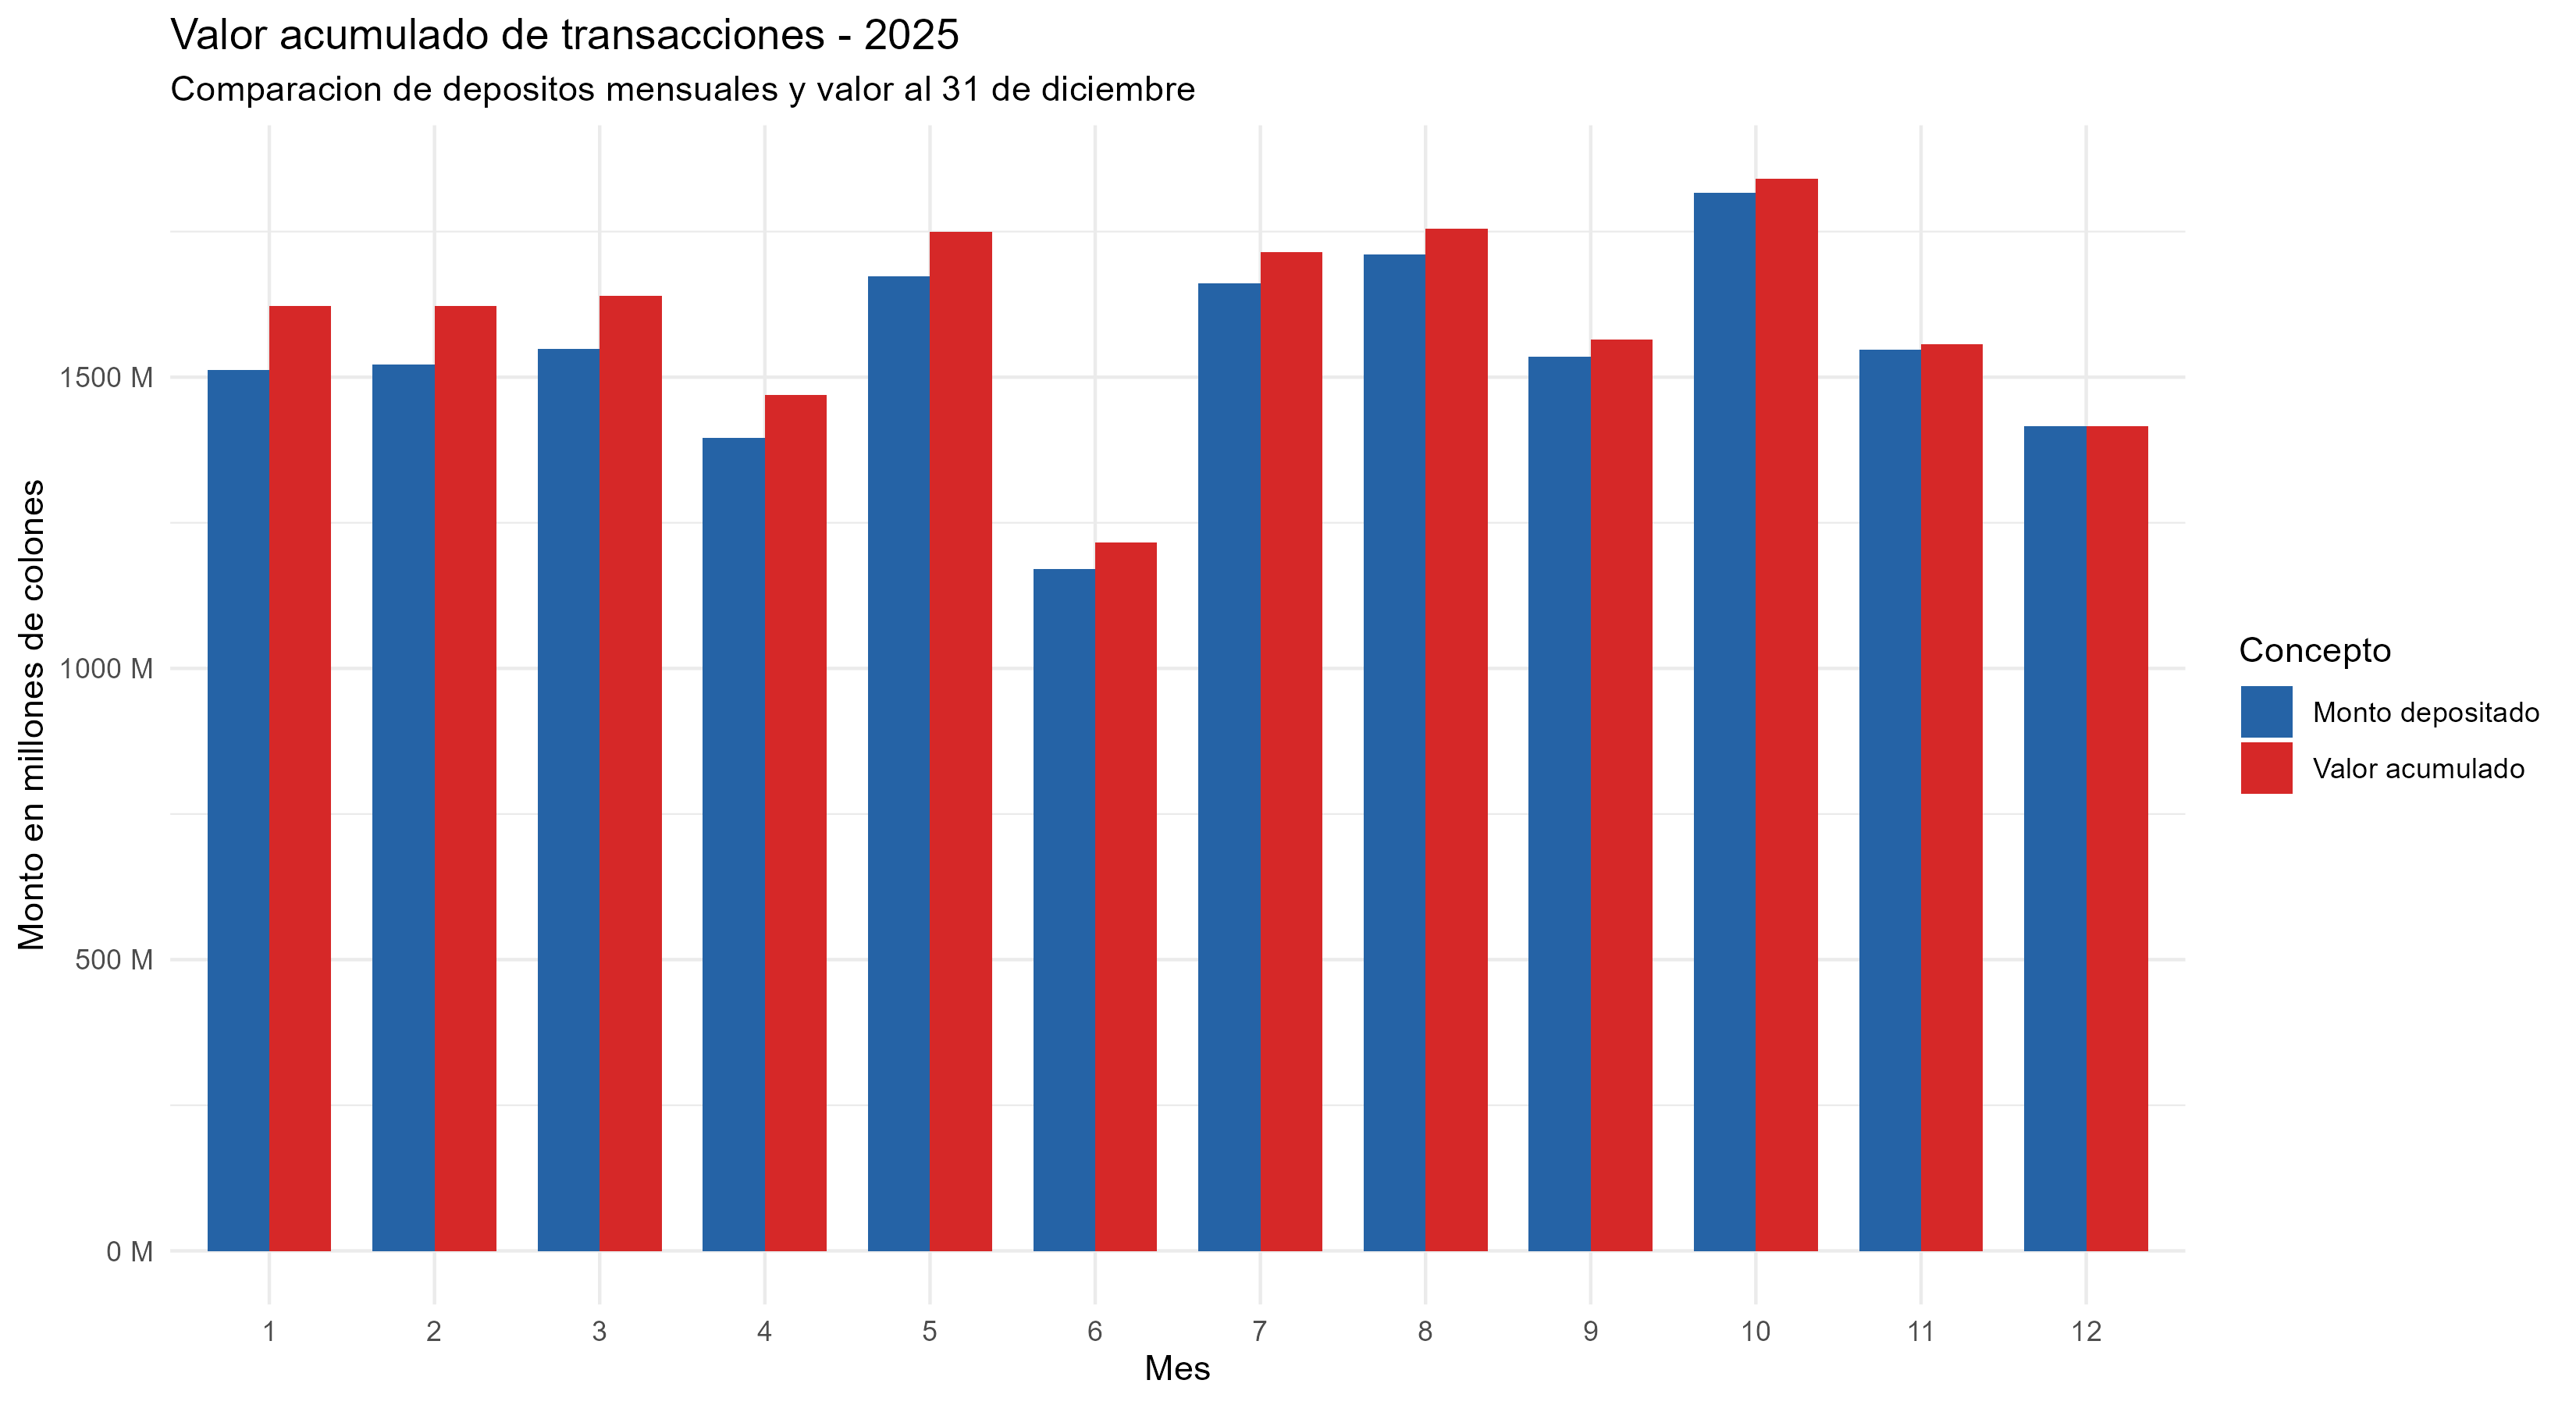 Valor acumulado de transacciones - 2025
Comparacion de depositos mensuales y valor al 31 de diciembre
Monto en millones de colones
1500 M
1000 M
500 M
0 M
1 2 3 4 5 6 7 8 9 10 11 12
Mes
Concepto
Monto depositado
Valor acumulado